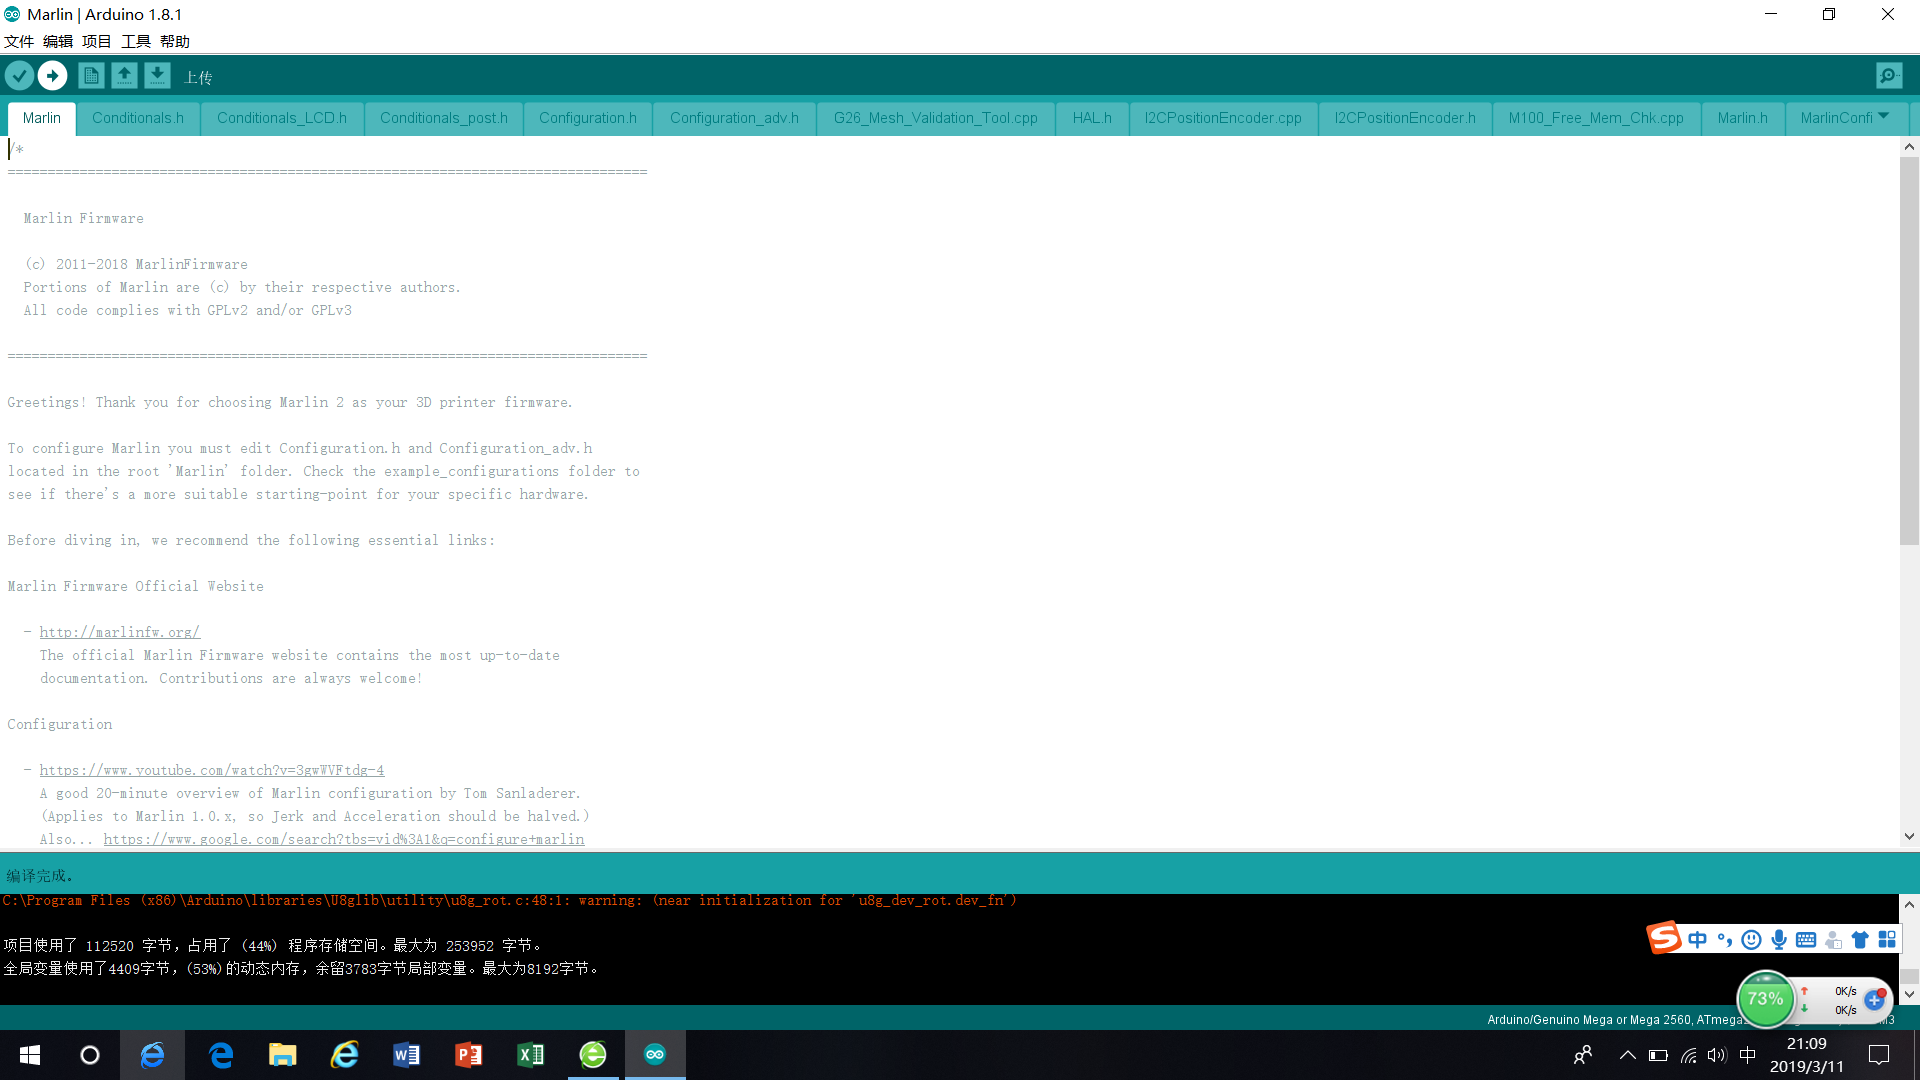 Marlin | Arduino 1.8.1
文件 编辑 项目 工具 帮助
上传
Marlin Conditionals.h Conditionals_LCD.h Conditionals_post.h Configuration.h Configuration_adv.h G26_Mesh_Validation_Tool.cpp HAL.h I2CPositionEncoder.cpp I2CPositionEncoder.h M100_Free_Mem_Chk.cpp Marlin.h MarlinConfi
/*
================================================================================
Marlin Firmware
(c) 2011-2018 MarlinFirmware
Portions of Marlin are (c) by their respective authors.
All code complies with GPLv2 and/or GPLv3
================================================================================
Greetings! Thank you for choosing Marlin 2 as your 3D printer firmware.
To configure Marlin you must edit Configuration.h and Configuration_adv.h
located in the root 'Marlin' folder. Check the example_configurations folder to
see if there's a more suitable starting-point for your specific hardware.
Before diving in, we recommend the following essential links:
Marlin Firmware Official Website
- http://marlinfw.org/
The official Marlin Firmware website contains the most up-to-date
documentation. Contributions are always welcome!
Configuration
- https://www.youtube.com/watch?v=3gwWVFtdg-4
A good 20-minute overview of Marlin configuration by Tom Sanladerer.
(Applies to Marlin 1.0.x, so Jerk and Acceleration should be halved.)
Also... https://www.google.com/search?tbs=vid%3A1&q=configure+marlin
编译完成。
C:\Program Files (x86)\Arduino\libraries\U8glib\utility\u8g_rot.c:48:1: warning: (near initialization for 'u8g_dev_rot.dev_fn')
项目使用了 112520 字节，占用了 (44%) 程序存储空间。最大为 253952 字节。
全局变量使用了4409字节，(53%)的动态内存，余留3783字节局部变量。最大为8192字节。
中
73%
0K/s
0K/s
Arduino/Genuino Mega or Mega 2560, ATmega
M3
中
21:09
2019/3/11